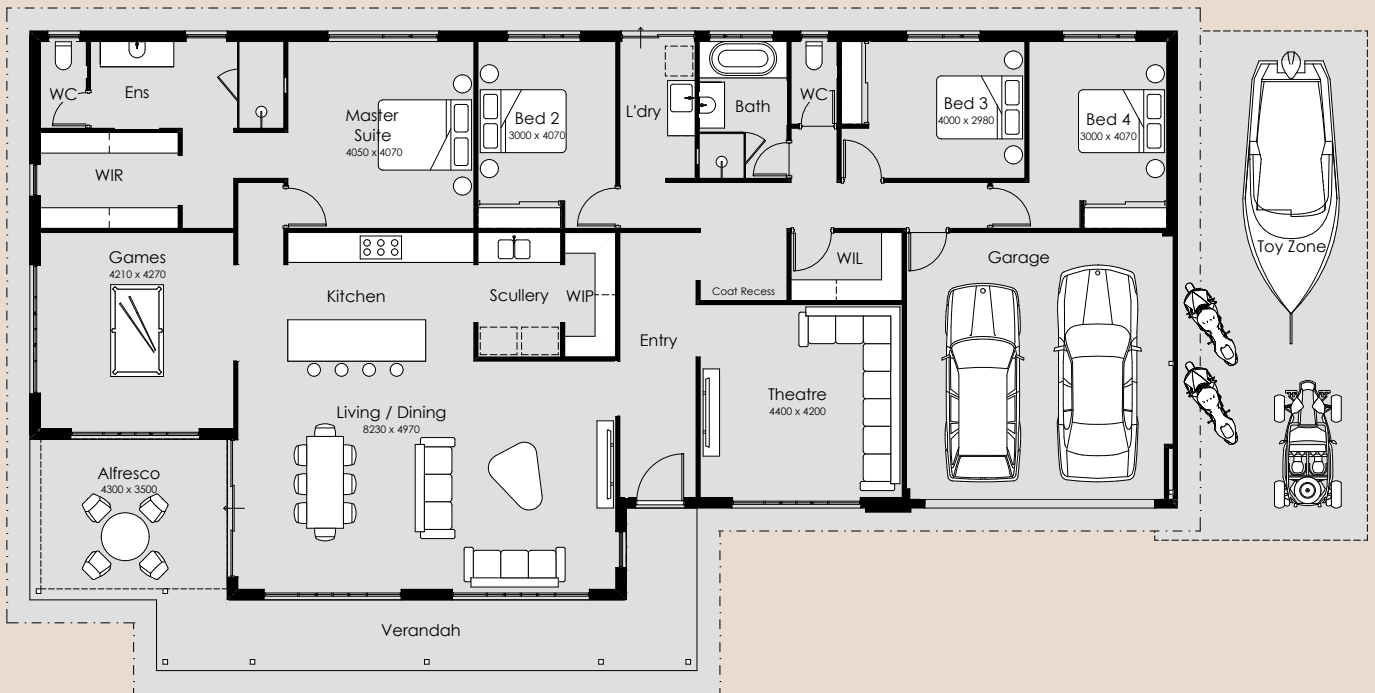 WC
Ens
WIR
Master
Suite
4050 x 4070
Bed 2
3000 x 4070
L'dry
Bath
WC
Bed 3
4000 x 2980
Bed 4
3000 x 4070
Toy Zone
Games
4210 x 4270
Kitchen
Scullery
WIP
Entry
Coat Recess
WIL
Garage
Theatre
4400 x 4200
Living / Dining
8230 x 4970
Alfresco
4300 x 3500
Verandah